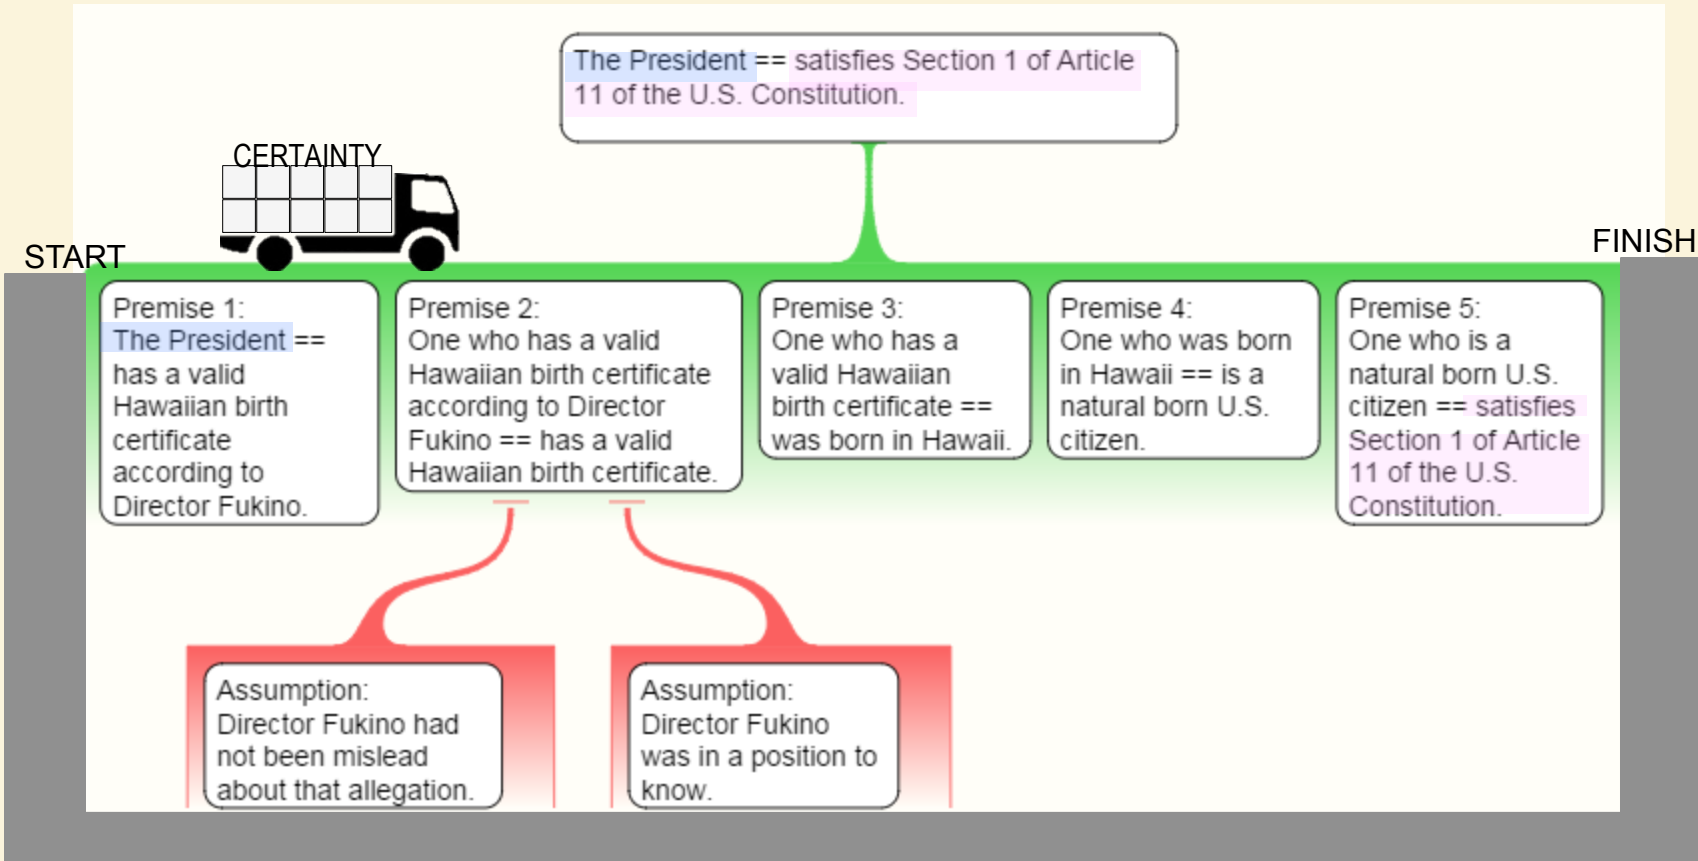 The President == satisfies Section 1 of Article
11 of the U.S. Constitution.
CERTAINTY
START
FINISH
Premise 1:
The President ==
has a valid
Hawaiian birth
certificate
according to
Director Fukino.
Premise 2:
One who has a valid
Hawaiian birth certificate
according to Director
Fukino == has a valid
Hawaiian birth certificate.
Premise 3:
One who has a
valid Hawaiian
birth certificate ==
was born in Hawaii.
Premise 4:
One who was born
in Hawaii == is a
natural born U.S.
citizen.
Premise 5:
One who is a
natural born U.S.
citizen == satisfies
Section 1 of Article
11 of the U.S.
Constitution.
Assumption:
Director Fukino had
not been mislead
about that allegation.
Assumption:
Director Fukino
was in a position to
know.